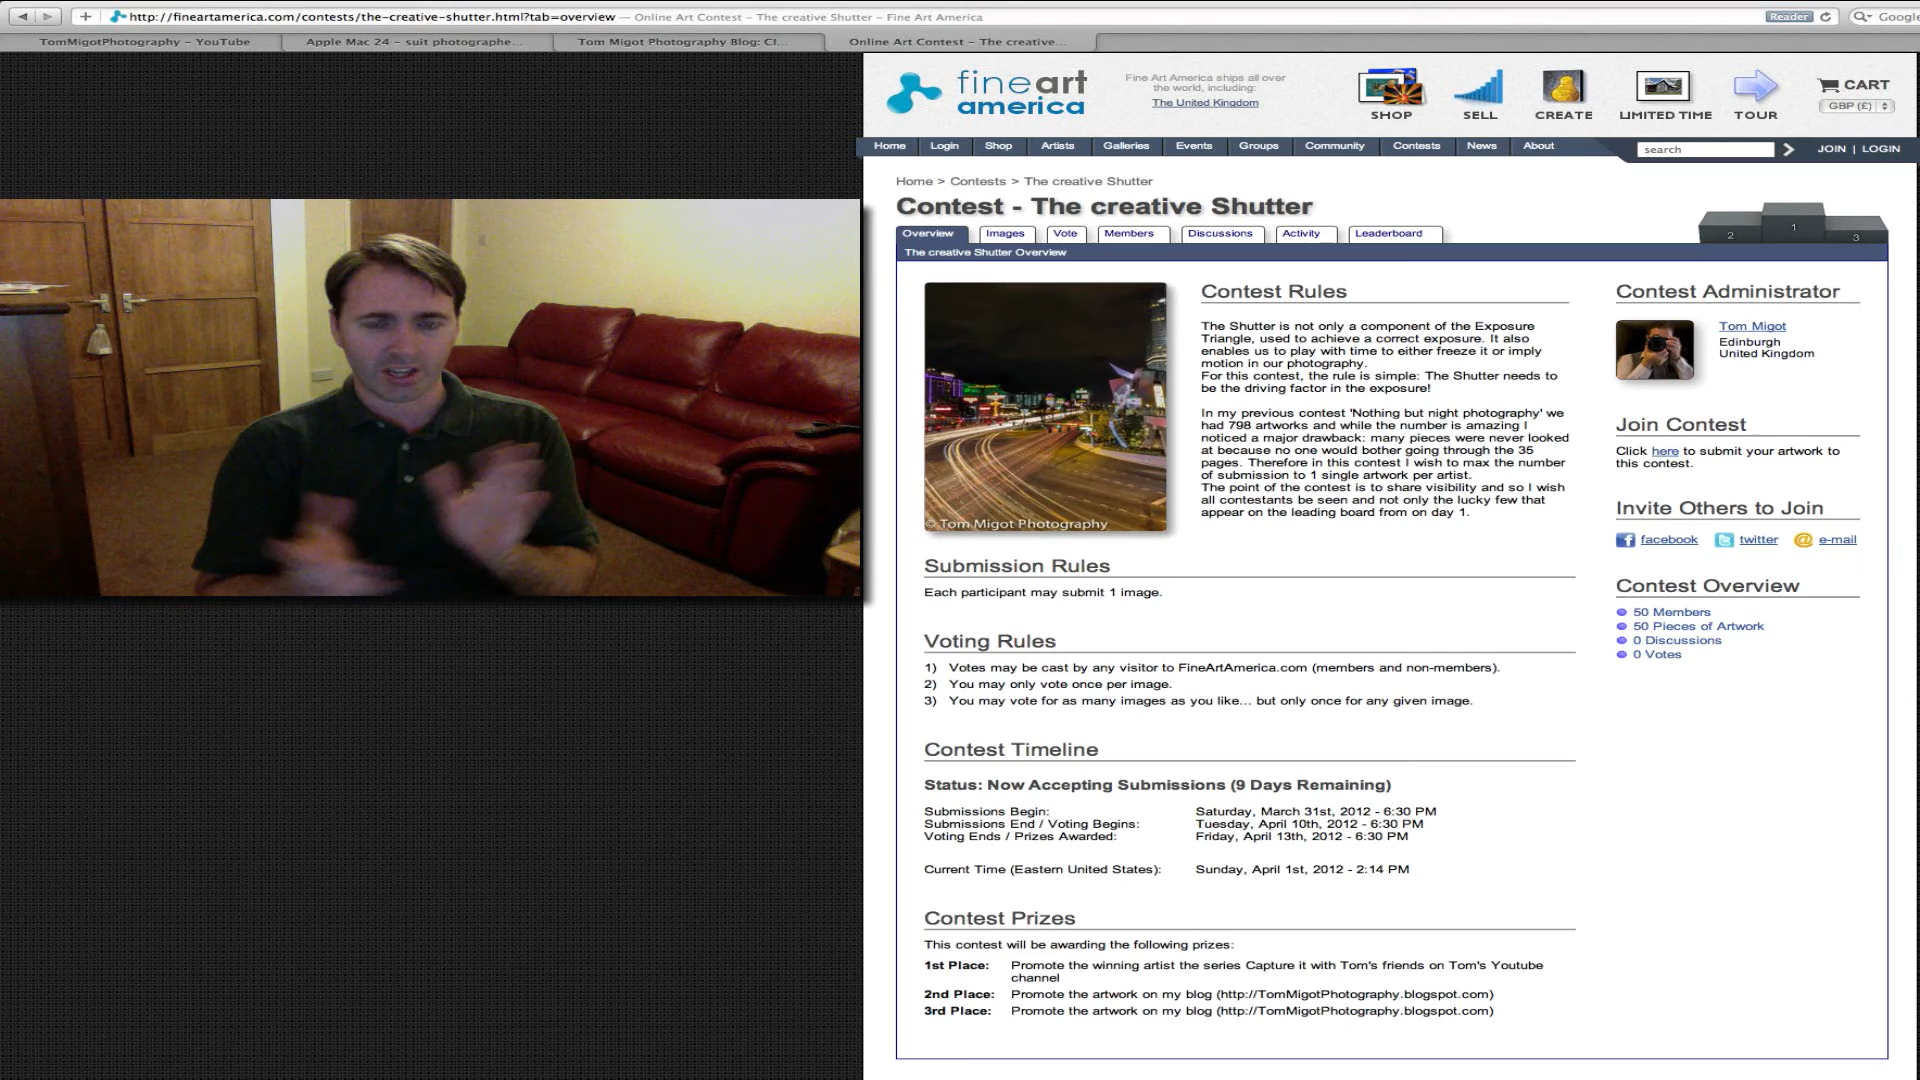 http://fineartamerica.com/contests/the-creative-shutter.html?tab=overview — Online Art Contest – The creative Shutter – Fine Art America
Reader
Google
TomMigotPhotography – YouTube
Apple Mac 24 – suit photographe...
Tom Migot Photography Blog: Cl...
Online Art Contest – The creative...
fineart
america
Fine Art America ships all over
the world, including:
The United Kingdom
SHOP
SELL
CREATE
LIMITED TIME
TOUR
CART
GBP (£)
Home
Login
Shop
Artists
Galleries
Events
Groups
Community
Contests
News
About
search
JOIN | LOGIN
Home > Contests > The creative Shutter
Contest - The creative Shutter
Overview
Images
Vote
Members
Discussions
Activity
Leaderboard
2
1
3
The creative Shutter Overview
© Tom Migot Photography
Contest Rules
The Shutter is not only a component of the Exposure
Triangle, used to achieve a correct exposure. It also
enables us to play with time to either freeze it or imply
motion in our photography.
For this contest, the rule is simple: The Shutter needs to
be the driving factor in the exposure!
In my previous contest 'Nothing but night photography' we
had 798 artworks and while the number is amazing I
noticed a major drawback: many pieces were never looked
at because no one would bother going through the 35
pages. Therefore in this contest I wish to max the number
of submission to 1 single artwork per artist.
The point of the contest is to share visibility and so I wish
all contestants be seen and not only the lucky few that
appear on the leading board from on day 1.
Submission Rules
Each participant may submit 1 image.
Voting Rules
1) Votes may be cast by any visitor to FineArtAmerica.com (members and non-members).
2) You may only vote once per image.
3) You may vote for as many images as you like... but only once for any given image.
Contest Timeline
Status: Now Accepting Submissions (9 Days Remaining)
Submissions Begin: Saturday, March 31st, 2012 - 6:30 PM
Submissions End / Voting Begins: Tuesday, April 10th, 2012 - 6:30 PM
Voting Ends / Prizes Awarded: Friday, April 13th, 2012 - 6:30 PM
Current Time (Eastern United States): Sunday, April 1st, 2012 - 2:14 PM
Contest Prizes
This contest will be awarding the following prizes:
1st Place: Promote the winning artist the series Capture it with Tom's friends on Tom's Youtube
channel
2nd Place: Promote the artwork on my blog (http://TomMigotPhotography.blogspot.com)
3rd Place: Promote the artwork on my blog (http://TomMigotPhotography.blogspot.com)
Contest Administrator
Tom Migot
Edinburgh
United Kingdom
Join Contest
Click here to submit your artwork to
this contest.
Invite Others to Join
facebook
twitter
e-mail
Contest Overview
50 Members
50 Pieces of Artwork
0 Discussions
0 Votes